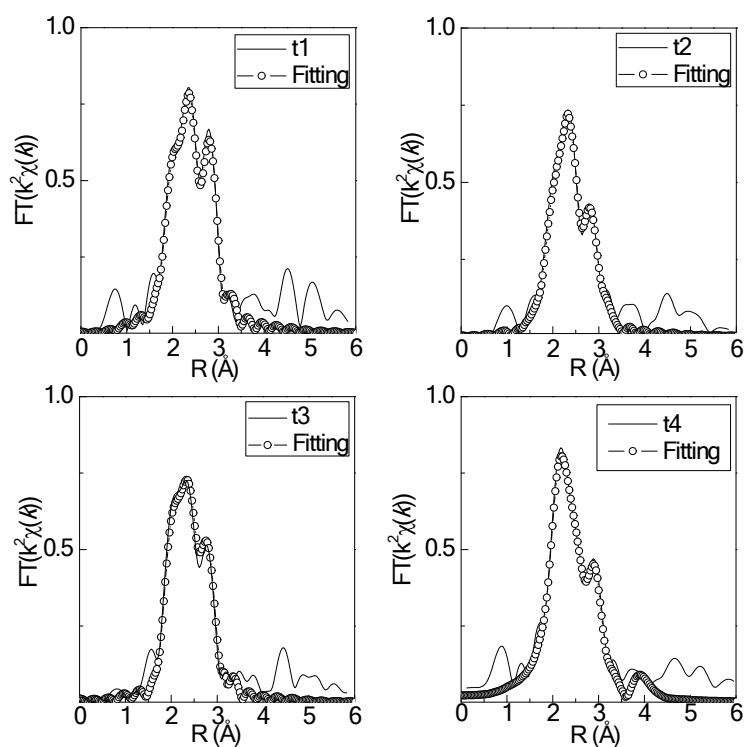 1.0
t1
Fitting
0.5
FT(k²χ(k))
0 1 2 3 4 5 6
R (Å)
1.0
t2
Fitting
0.5
FT(k²χ(k))
0 1 2 3 4 5 6
R (Å)
1.0
t3
Fitting
0.5
FT(k²χ(k))
0 1 2 3 4 5 6
R (Å)
1.0
t4
Fitting
0.5
FT(k²χ(k))
0 1 2 3 4 5 6
R (Å)